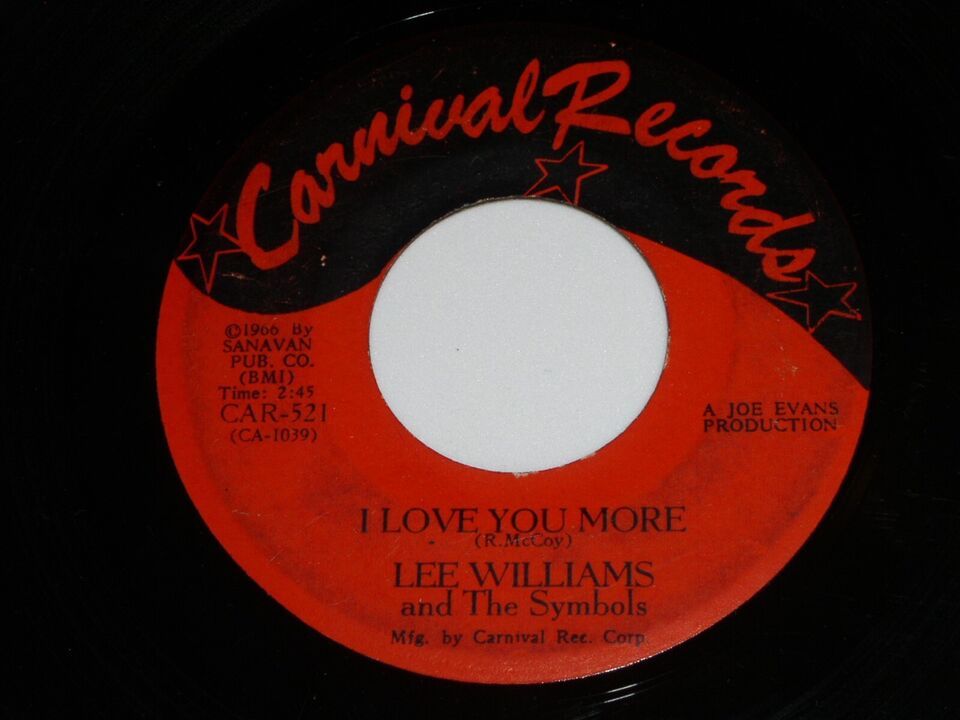 Carnival Records
©1966 By
SANAVAN
PUB. CO.
(BMI)
Time: 2:45
CAR-521
(CA-1039)
A JOE EVANS
PRODUCTION
I LOVE YOU MORE
(R. McCoy)
LEE WILLIAMS
and The Symbols
Mfg. by Carnival Rec. Corp.